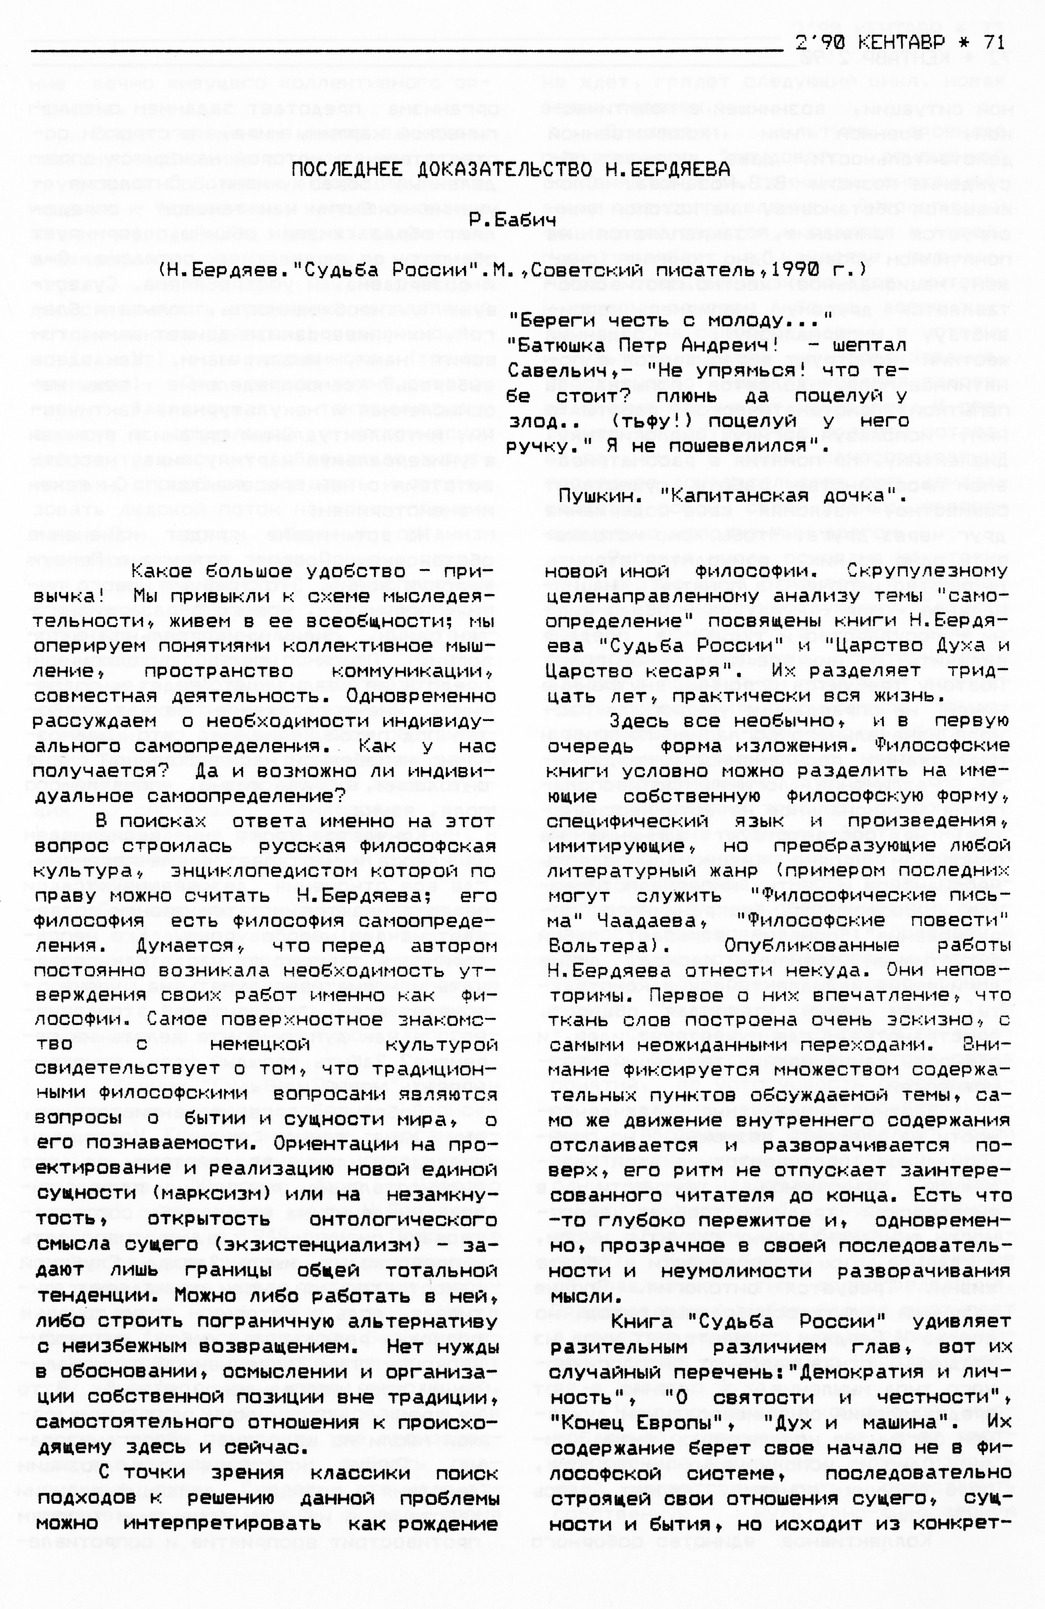 2'90 КЕНТАВР * 71
ПОСЛЕДНЕЕ ДОКАЗАТЕЛЬСТВО Н.БЕРДЯЕВА
Р.Бабич
(Н.Бердяев."Судьба России".М.,Советский писатель,1990 г.)
"Береги честь с молоду..."
"Батюшка Петр Андреич! - шептал
Савельич,- "Не упрямься! что те-
бе стоит? плюнь да поцелуй у
злод.. (тьфу!) поцелуй у него
ручку." Я не пошевелился".
Пушкин. "Капитанская дочка".
Какое большое удобство - при-
вычка! Мы привыкли к схеме мыследея-
тельности, живем в ее всеобщности; мы
оперируем понятиями коллективное мыш-
ление, пространство коммуникации,
совместная деятельность. Одновременно
рассуждаем о необходимости индивиду-
ального самоопределения. Как у нас
получается? Да и возможно ли индиви-
дуальное самоопределение?
В поисках ответа именно на этот
вопрос строилась русская философская
культура, энциклопедистом которой по
праву можно считать Н.Бердяева; его
философия есть философия самоопреде-
ления. Думается, что перед автором
постоянно возникала необходимость ут-
верждения своих работ именно как фи-
лософии. Самое поверхностное знакомс-
тво с немецкой культурой
свидетельствует о том, что традицион-
ными философскими вопросами являются
вопросы о бытии и сущности мира, о
его познаваемости. Ориентации на про-
ектирование и реализацию новой единой
сущности (марксизм) или на незамкну-
тость, открытость онтологического
смысла сущего (экзистенциализм) - за-
дают лишь границы общей тотальной
тенденции. Можно либо работать в ней,
либо строить пограничную альтернативу
с неизбежным возвращением. Нет нужды
в обосновании, осмыслении и организа-
ции собственной позиции вне традиции,
самостоятельного отношения к происхо-
дящему здесь и сейчас.
С точки зрения классики поиск
подходов к решению данной проблемы
можно интерпретировать как рождение
новой иной философии. Скрупулезному
целенаправленному анализу темы "само-
определение" посвящены книги Н.Бердя-
ева "Судьба России" и "Царство Духа и
Царство кесаря". Их разделяет трид-
цать лет, практически вся жизнь.
Здесь все необычно, и в первую
очередь форма изложения. Философские
книги условно можно разделить на име-
ющие собственную философскую форму,
специфический язык и произведения,
имитирующие, но преобразующие любой
литературный жанр (примером последних
могут служить "Философические пись-
ма" Чаадаева, "Философские повести"
Вольтера). Опубликованные работы
Н.Бердяева отнести некуда. Они непов-
торимы. Первое о них впечатление, что
ткань слов построена очень эскизно, с
самыми неожиданными переходами. Вни-
мание фиксируется множеством содержа-
тельных пунктов обсуждаемой темы, са-
мо же движение внутреннего содержания
отслаивается и разворачивается по-
верх, его ритм не отпускает заинтере-
сованного читателя до конца. Есть что
-то глубоко пережитое и, одновремен-
но, прозрачное в своей последователь-
ности и неумолимости разворачивания
мысли.
Книга "Судьба России" удивляет
разительным различием глав, вот их
случайный перечень:"Демократия и лич-
ность", "О святости и честности",
"Конец Европы", "Дух и машина". Их
содержание берет свое начало не в фи-
лософской системе, последовательно
строящей свои отношения сущего, сущ-
ности и бытия, но исходит из конкрет-